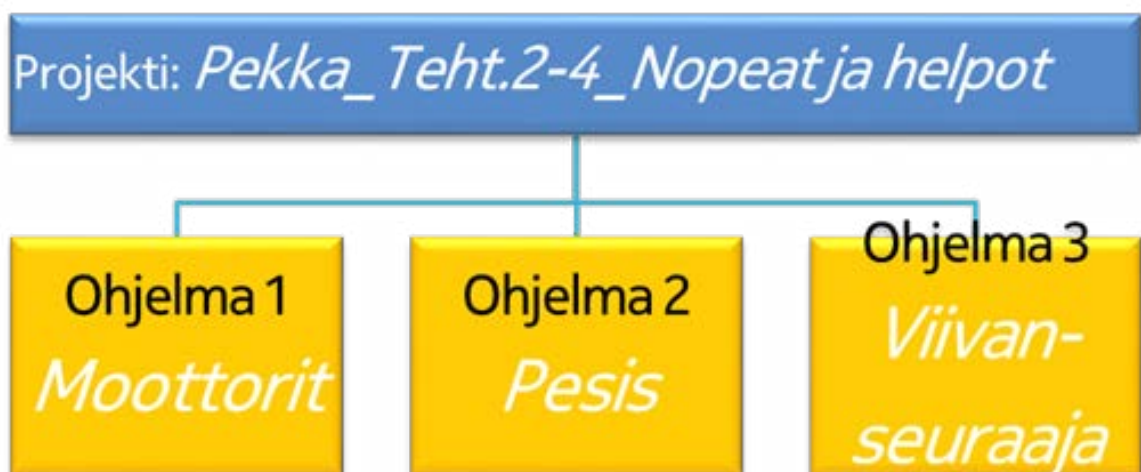 Projekti: Pekka_Teht.2-4_Nopeat ja helpot
Ohjelma 1
Moottorit
Ohjelma 2
Pesis
Ohjelma 3
Viivan-
seuraaja